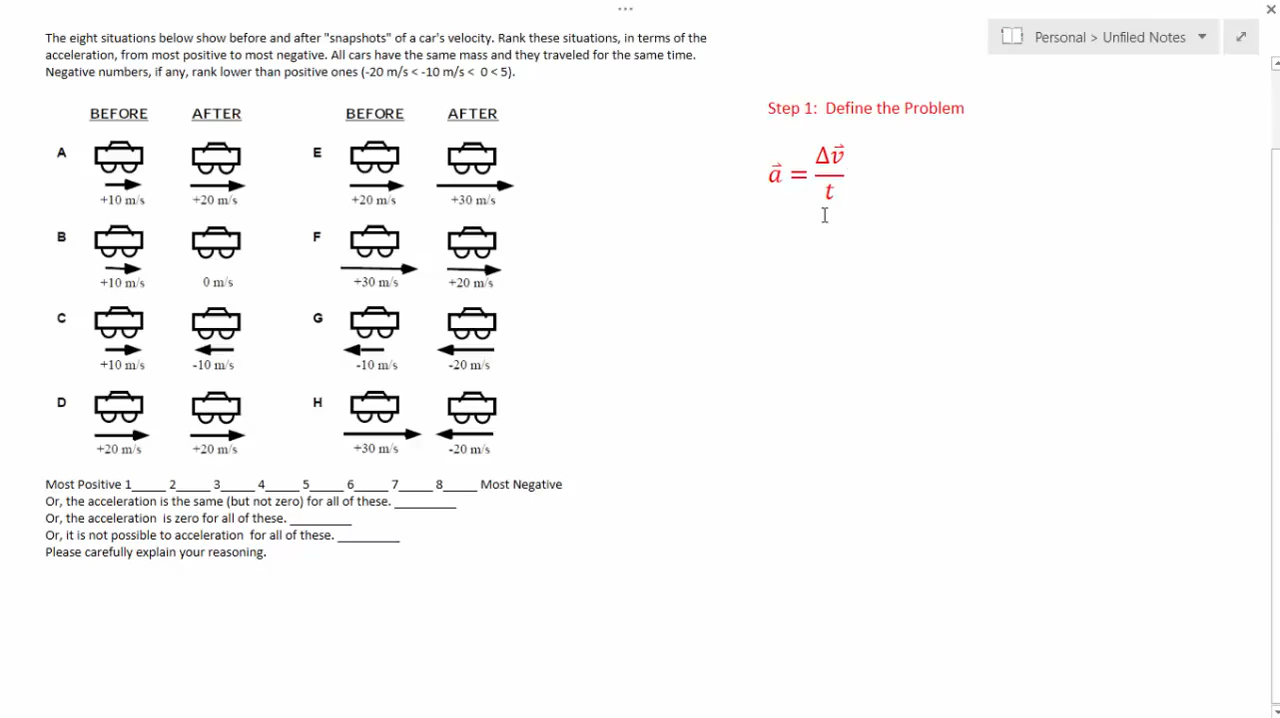 ...
The eight situations below show before and after "snapshots" of a car's velocity. Rank these situations, in terms of the
acceleration, from most positive to most negative. All cars have the same mass and they traveled for the same time.
Negative numbers, if any, rank lower than positive ones (-20 m/s < -10 m/s < 0 < 5).
Personal > Unfiled Notes
BEFORE AFTER BEFORE AFTER
A E
+10 m/s +20 m/s +20 m/s +30 m/s
B F
+10 m/s 0 m/s +30 m/s +20 m/s
C G
+10 m/s -10 m/s -10 m/s -20 m/s
D H
+20 m/s +20 m/s +30 m/s -20 m/s
Most Positive 1_____ 2_____ 3_____ 4_____ 5_____ 6_____ 7_____ 8_____ Most Negative
Or, the acceleration is the same (but not zero) for all of these. _________
Or, the acceleration is zero for all of these. _________
Or, it is not possible to acceleration for all of these. _________
Please carefully explain your reasoning.
Step 1: Define the Problem
a⃗ = Δv⃗ / t